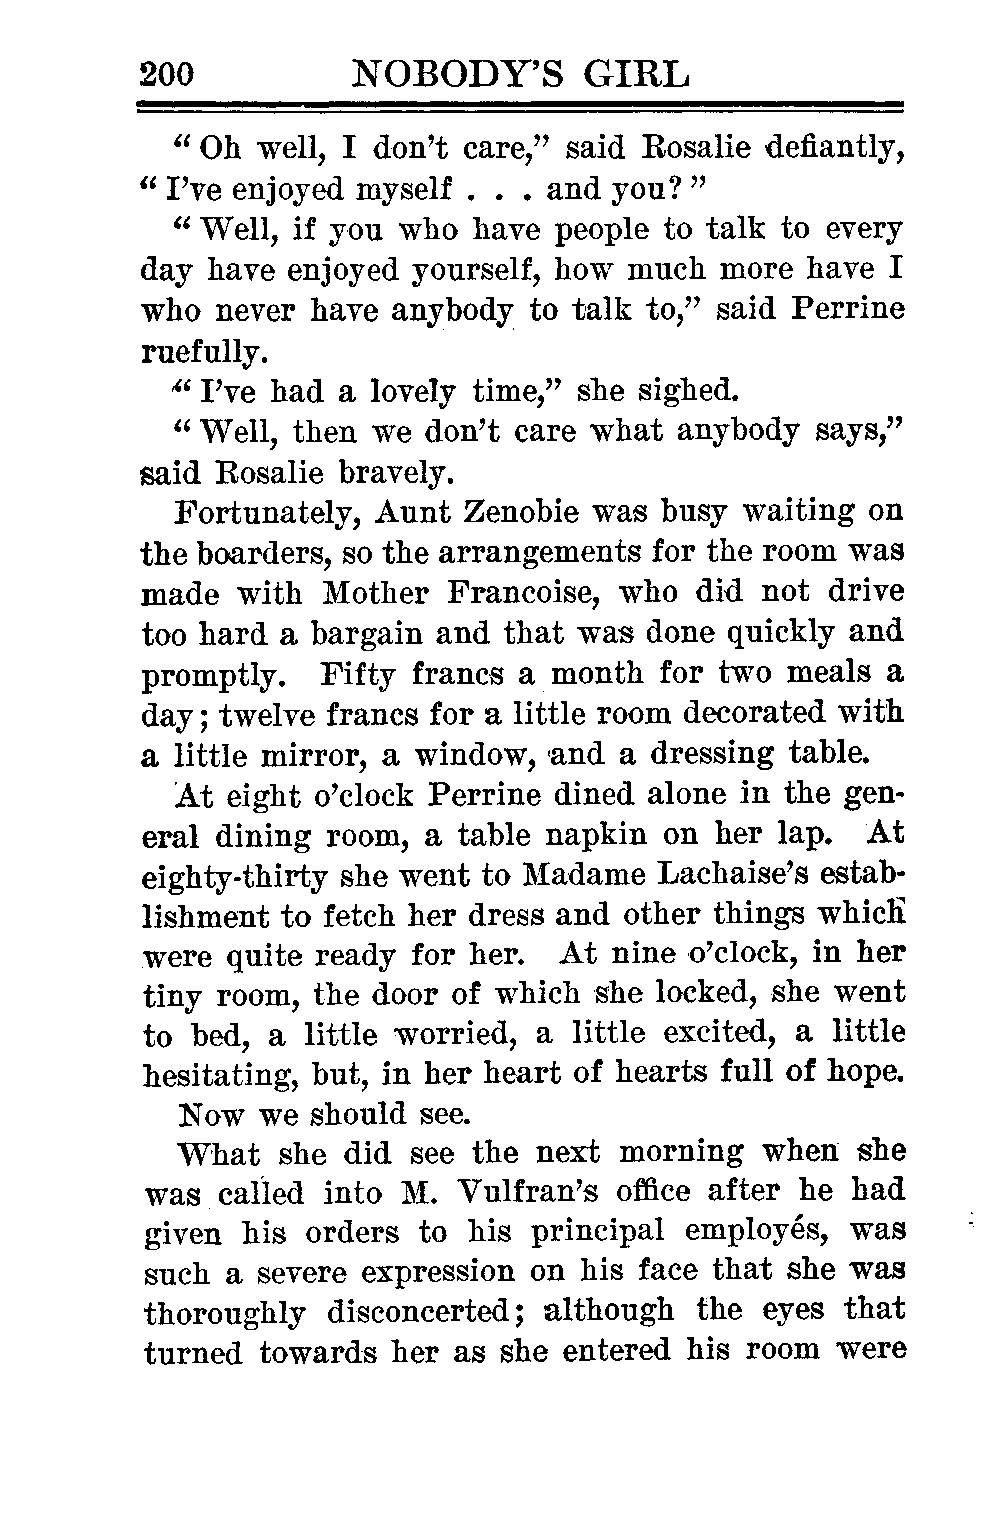 200 NOBODY'S GIRL
“ Oh well, I don't care,” said Rosalie defiantly,
“ I've enjoyed myself . . . and you? ”
“ Well, if you who have people to talk to every
day have enjoyed yourself, how much more have I
who never have anybody to talk to,” said Perrine
ruefully.
“ I've had a lovely time,” she sighed.
“ Well, then we don't care what anybody says,”
said Rosalie bravely.
Fortunately, Aunt Zenobie was busy waiting on
the boarders, so the arrangements for the room was
made with Mother Francoise, who did not drive
too hard a bargain and that was done quickly and
promptly. Fifty francs a month for two meals a
day; twelve francs for a little room decorated with
a little mirror, a window, and a dressing table.
At eight o'clock Perrine dined alone in the gen-
eral dining room, a table napkin on her lap. At
eighty-thirty she went to Madame Lachaise's estab-
lishment to fetch her dress and other things which
were quite ready for her. At nine o'clock, in her
tiny room, the door of which she locked, she went
to bed, a little worried, a little excited, a little
hesitating, but, in her heart of hearts full of hope.
Now we should see.
What she did see the next morning when she
was called into M. Vulfran's office after he had
given his orders to his principal employés, was
such a severe expression on his face that she was
thoroughly disconcerted; although the eyes that
turned towards her as she entered his room were